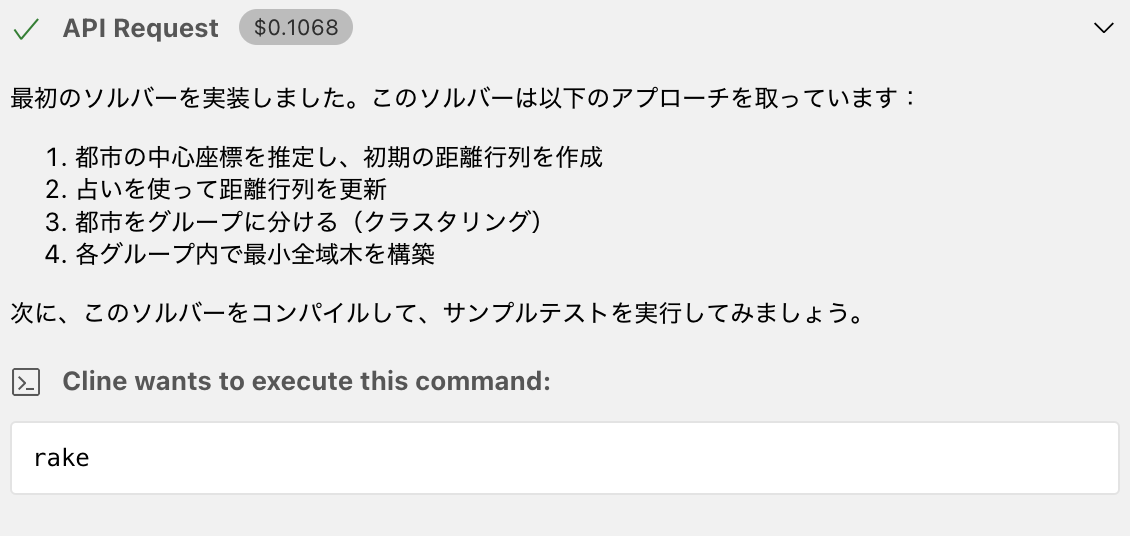 API Request $0.1068
最初のソルバーを実装しました。このソルバーは以下のアプローチを取っています：
1. 都市の中心座標を推定し、初期の距離行列を作成
2. 占いを使って距離行列を更新
3. 都市をグループに分ける（クラスタリング）
4. 各グループ内で最小全域木を構築
次に、このソルバーをコンパイルして、サンプルテストを実行してみましょう。
Cline wants to execute this command:
rake